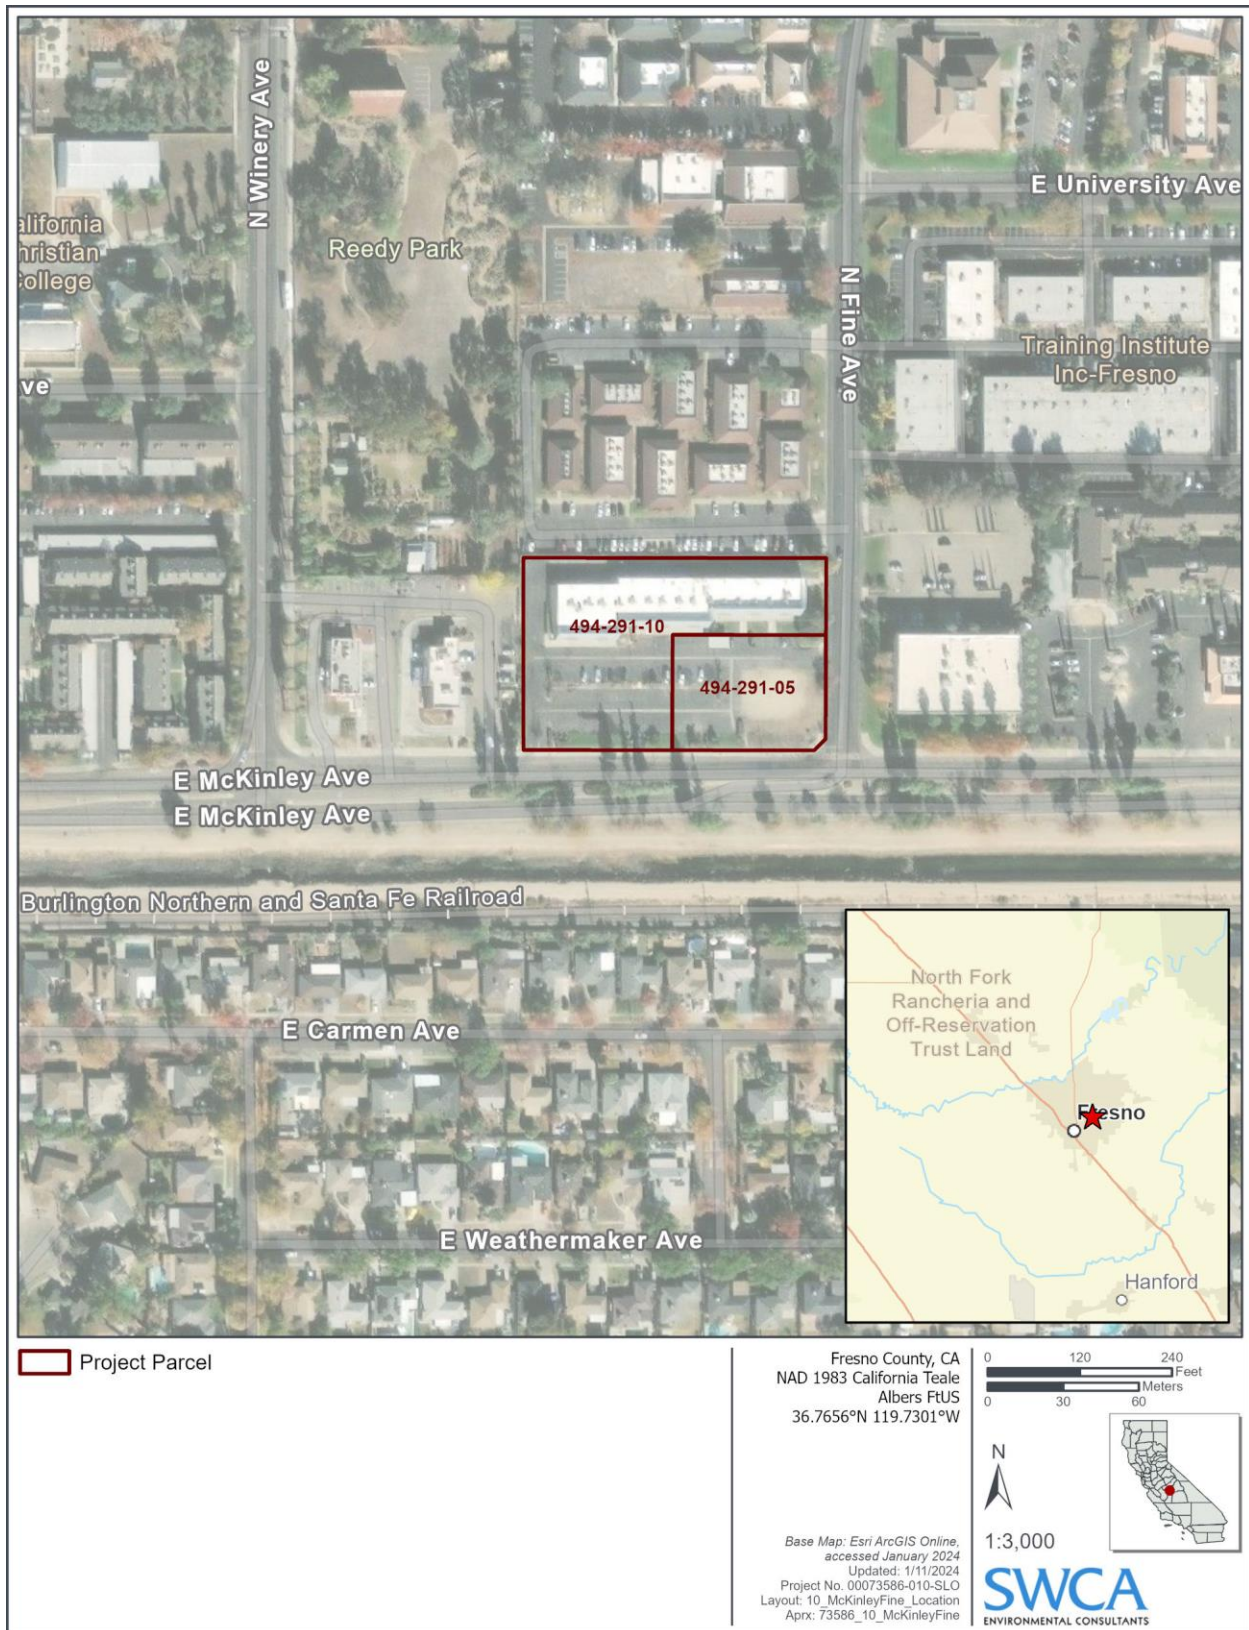 N Winery Ave
E University Ave
alifornia
hristian
ollege
Reedy Park
N Fine Ave
Training Institute
Inc-Fresno
ve
494-291-10
494-291-05
E McKinley Ave
E McKinley Ave
Burlington Northern and Santa Fe Railroad
E Carmen Ave
E Weathermaker Ave
North Fork
Rancheria and
Off-Reservation
Trust Land
Fresno
Hanford
Project Parcel
Fresno County, CA
NAD 1983 California Teale
Albers FtUS
36.7656°N 119.7301°W
0 120 240
Feet
Meters
0 30 60
N
1:3,000
Base Map: Esri ArcGIS Online,
accessed January 2024
Updated: 1/11/2024
Project No. 00073586-010-SLO
Layout: 10_McKinleyFine_Location
Aprx: 73586_10_McKinleyFine
SWCA
ENVIRONMENTAL CONSULTANTS